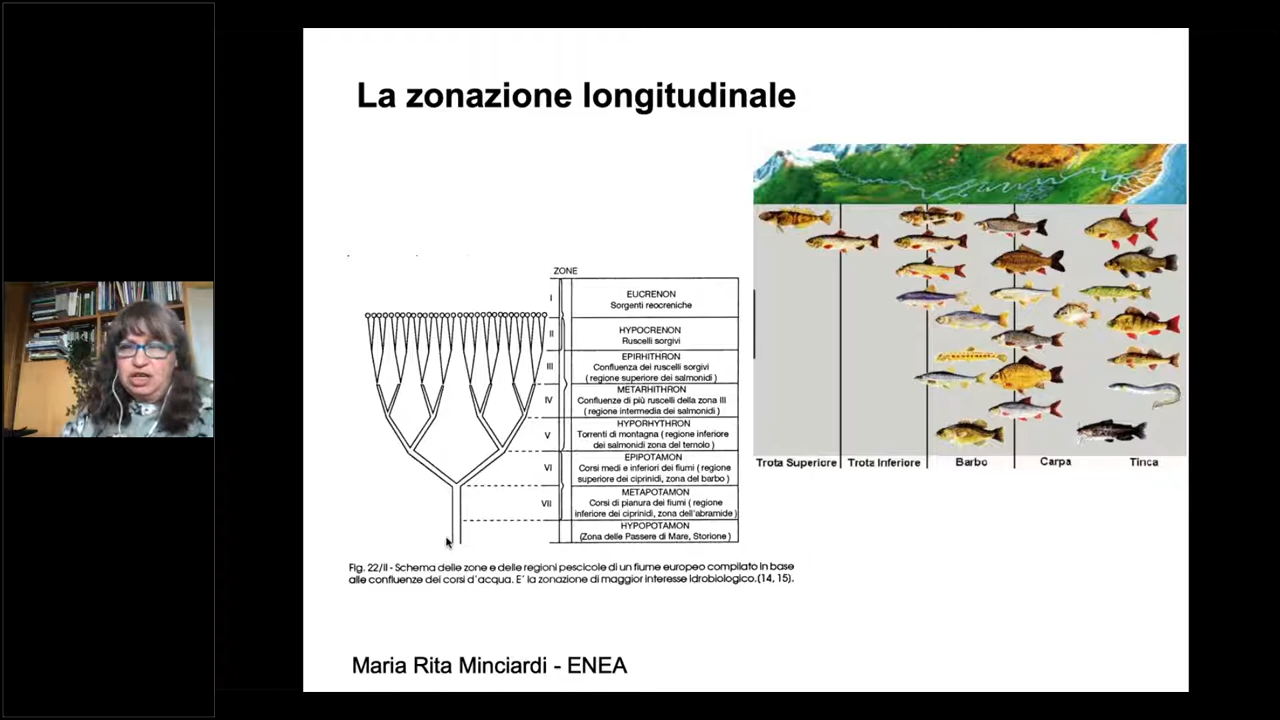 La zonazione longitudinale
ZONE
I
EUCRENON
Sorgenti reocreniche
II
HYPOCRENON
Ruscelli sorgivi
III
EPIRHITHRON
Confluenza dei ruscelli sorgivi
( regione superiore dei salmonidi )
IV
METARHITHRON
Confluenze di più ruscelli della zona III
( regione intermedia dei salmonidi )
V
HYPORHYTHRON
Torrenti di montagna ( regione inferiore
dei salmonidi zona del temolo )
VI
EPIPOTAMON
Corsi medi e inferiori dei fiumi ( regione
superiore dei ciprinidi, zona del barbo )
VII
METAPOTAMON
Corsi di pianura dei fiumi ( regione
inferiore dei ciprinidi, zona dell'abramide )
HYPOPOTAMON
(Zona delle Passere di Mare, Storione )
Fig. 22/II - Schema delle zone e delle regioni pescicole di un fiume europeo compilato in base
alle confluenze dei corsi d'acqua. E' la zonazione di maggior interesse idrobiologico.(14, 15).
Trota Superiore Trota Inferiore Barbo Carpa Tinca
Maria Rita Minciardi - ENEA